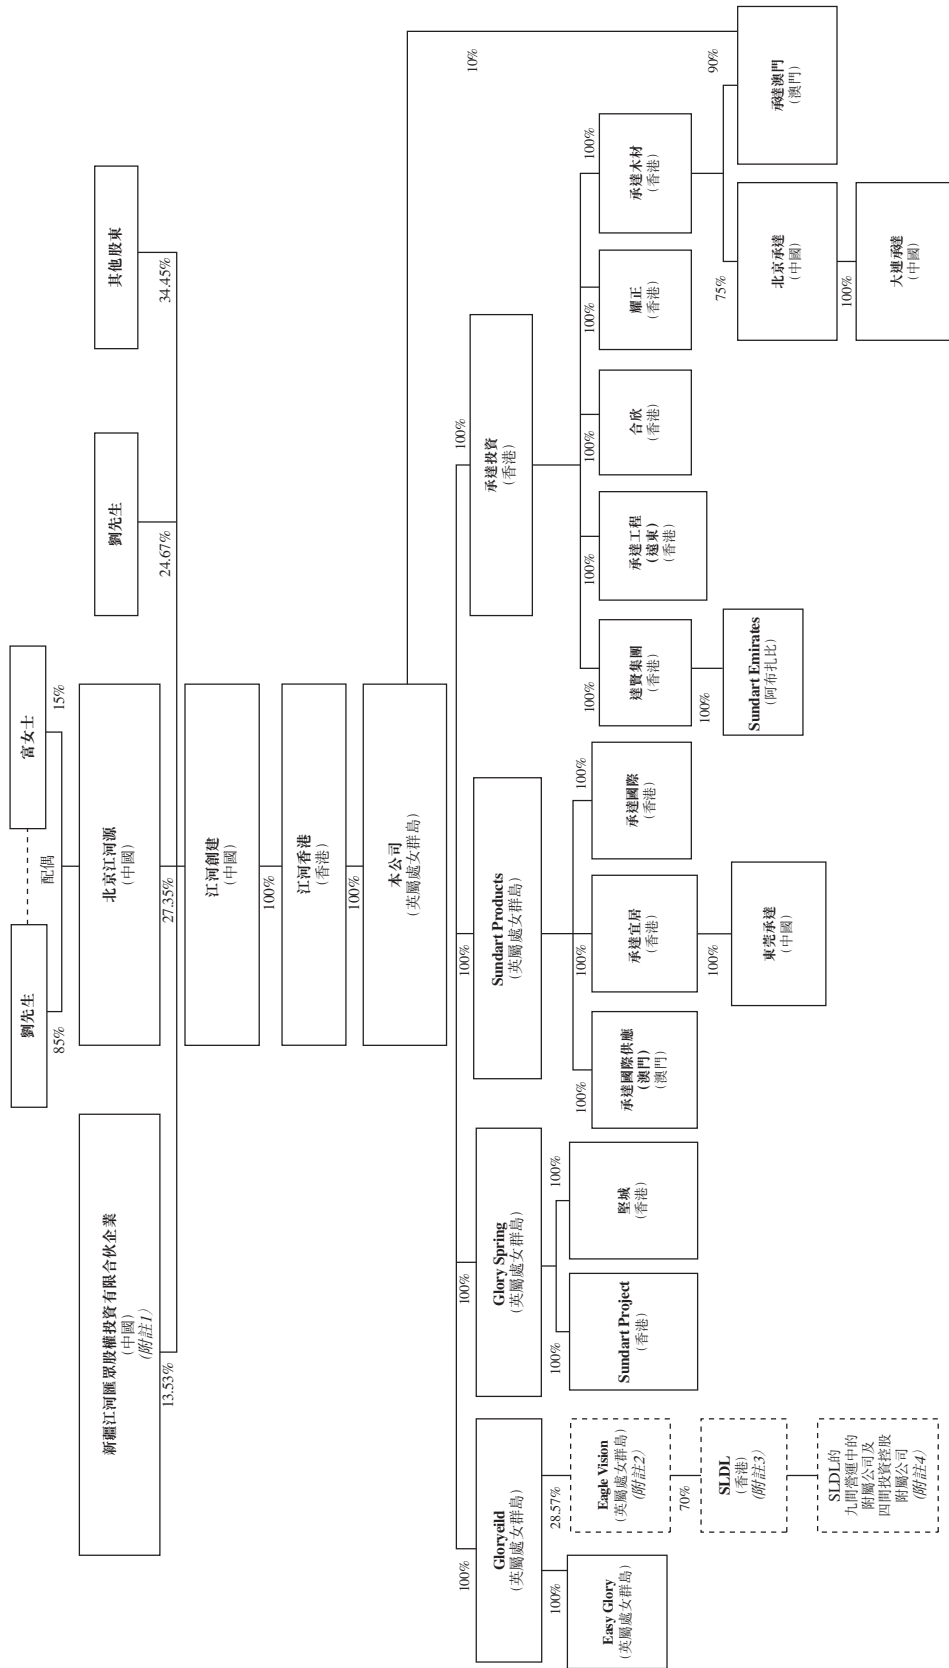 劉先生
配偶
富女士
85%
15%
新疆江河匯眾股權投資有限合伙企業
(中國)
(附註1)
北京江河源
(中國)
劉先生
其他股東
13.53%
27.35%
24.67%
34.45%
江河創建
(中國)
100%
江河香港
(香港)
100%
本公司
(英屬處女群島)
10%
100%
100%
100%
100%
Gloryeild
(英屬處女群島)
Glory Spring
(英屬處女群島)
Sundart Products
(英屬處女群島)
承達投資
(香港)
100%
28.57%
100%
100%
100%
100%
100%
100%
100%
100%
100%
100%
Easy Glory
(英屬處女群島)
Eagle Vision
(英屬處女群島)
(附註2)
Sundart Project
(香港)
堅城
(香港)
承達國際供應
(澳門)
(澳門)
承達宜居
(香港)
承達國際
(香港)
達賢集團
(香港)
承達工程
(遠東)
(香港)
合欣
(香港)
耀正
(香港)
承達木材
(香港)
70%
100%
100%
75%
90%
SLDL
(香港)
(附註3)
東莞承達
(中國)
Sundart Emirates
(阿布扎比)
北京承達
(中國)
承達澳門
(澳門)
100%
SLDL的
九間營運中的
附屬公司及
四間投資控股
附屬公司
(附註4)
大連承達
(中國)